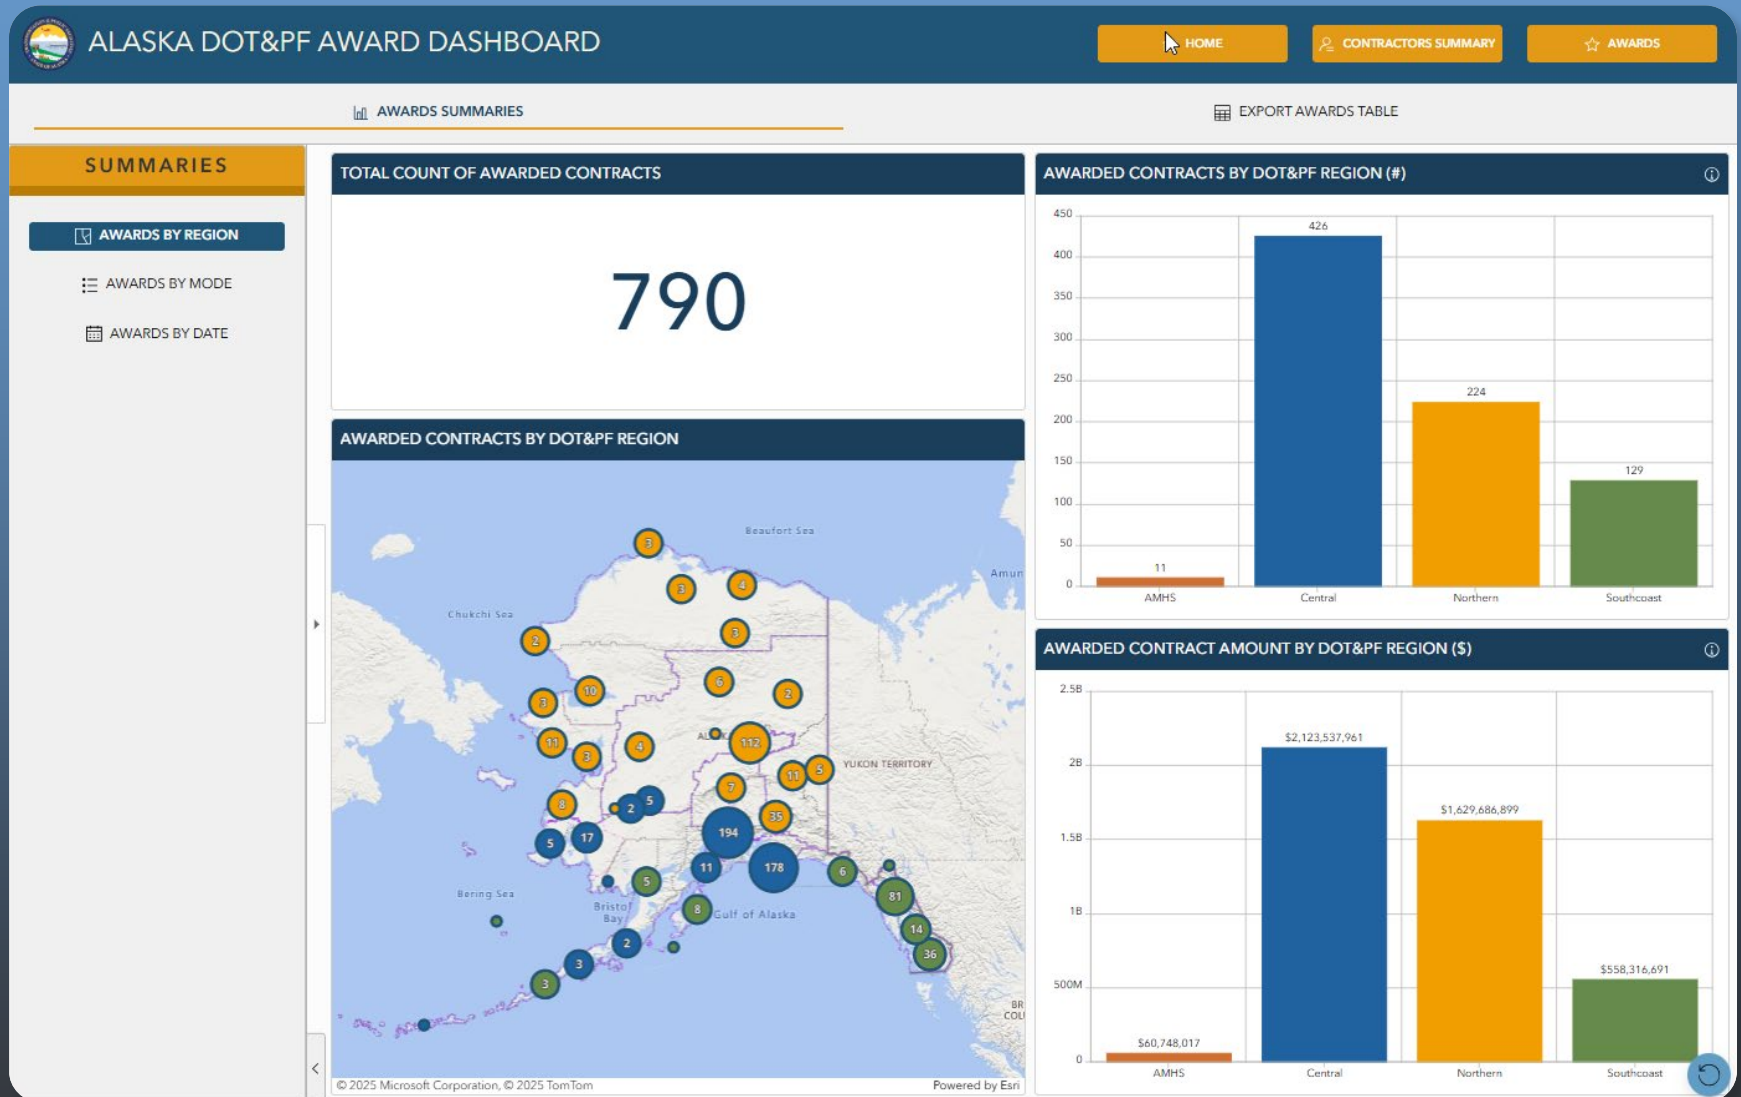 ALASKA DOT&PF AWARD DASHBOARD
HOME
CONTRACTORS SUMMARY
AWARDS
AWARDS SUMMARIES
EXPORT AWARDS TABLE
SUMMARIES
AWARDS BY REGION
AWARDS BY MODE
AWARDS BY DATE
TOTAL COUNT OF AWARDED CONTRACTS
790
AWARDED CONTRACTS BY DOT&PF REGION
Beaufort Sea
3
Amun
3
4
Chukchi Sea
3
2
6
10
2
3
11
112
4
3
YUKON TERRITORY
5
11
7
5
8
2
35
194
17
5
11
178
6
5
Bering Sea
81
Bristol
Bay
8
Gulf of Alaska
14
2
36
3
3
BR
COLU
© 2025 Microsoft Corporation, © 2025 TomTom
Powered by Esri
AWARDED CONTRACTS BY DOT&PF REGION (#)
450
400
350
300
250
200
150
100
50
0
11
426
224
129
AMHS
Central
Northern
Southcoast
AWARDED CONTRACT AMOUNT BY DOT&PF REGION ($)
2.5B
2B
1.5B
1B
500M
0
$60,748,017
$2,123,537,961
$1,629,686,899
$558,316,691
AMHS
Central
Northern
Southcoast